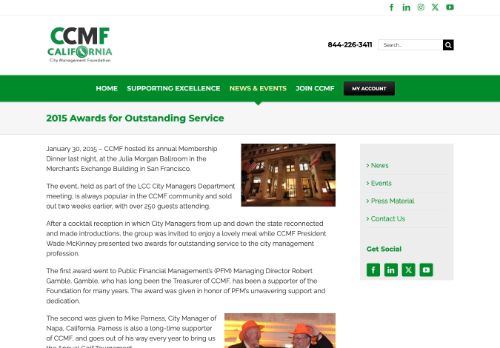 CCMF
CALIFORNIA
City Management Foundation
844-226-3411
Search...
HOME
SUPPORTING EXCELLENCE
NEWS & EVENTS
JOIN CCMF
MY ACCOUNT
2015 Awards for Outstanding Service
January 30, 2015 – CCMF hosted its annual Membership
Dinner last night, at the Julia Morgan Ballroom in the
Merchants Exchange Building in San Francisco.
The event, held as part of the LCC City Managers Department
meeting, is always popular in the CCMF community and sold
out two weeks earlier, with over 250 guests attending.
After a cocktail reception in which City Managers from up and down the state reconnected
and made introductions, the group was invited to enjoy a lovely meal while CCMF President
Wade McKinney presented two awards for outstanding service to the city management
profession.
The first award went to Public Financial Management's (PFM) Managing Director Robert
Gamble. Gamble, who has long been the Treasurer of CCMF, has been a supporter of the
Foundation for many years. The award was given in honor of PFM's unwavering support and
dedication.
The second was given to Mike Parness, City Manager of
Napa, California. Parness is also a long-time supporter
of CCMF, and goes out of his way every year to bring us
the Annual Golf Tournament.
> News
> Events
> Press Material
> Contact Us
Get Social